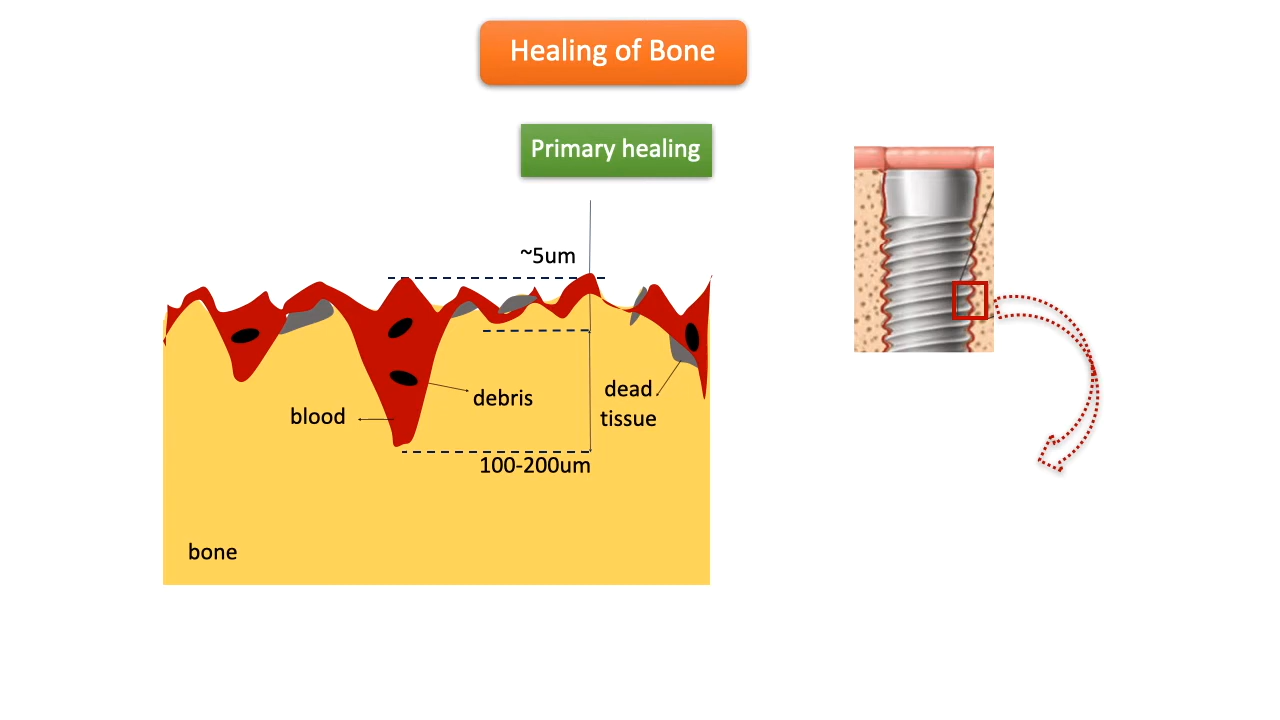 Healing of Bone
Primary healing
~5um
debris
dead
tissue
blood
100-200um
bone